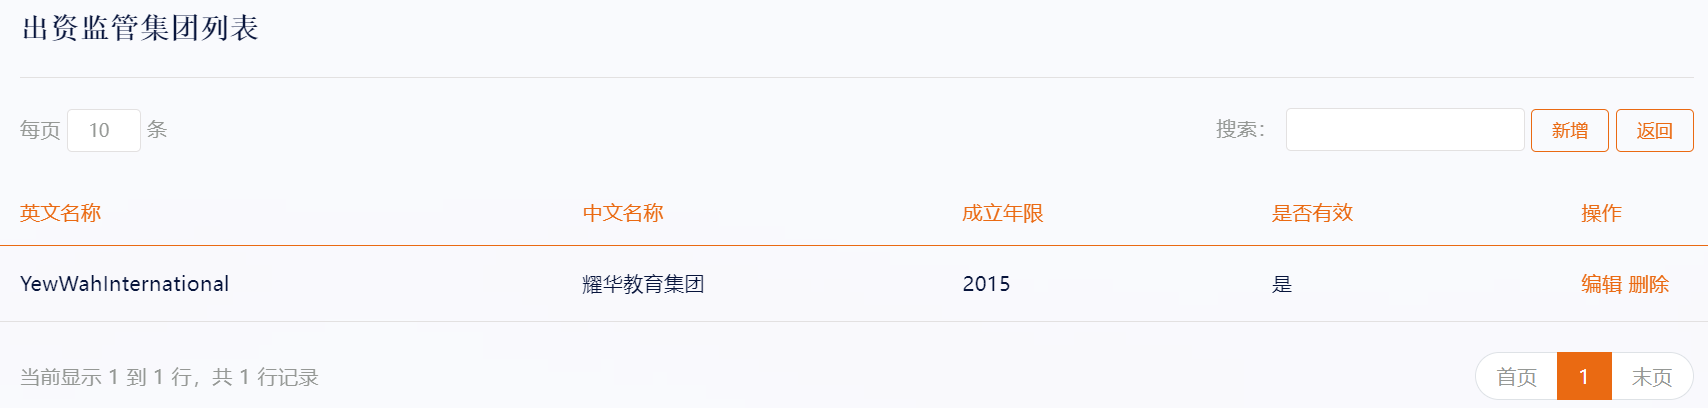 出资监管集团列表
每页 10 条 搜索： 新增 返回
英文名称 中文名称 成立年限 是否有效 操作
YewWahInternational 耀华教育集团 2015 是 编辑 删除
当前显示 1 到 1 行，共 1 行记录 首页 1 末页